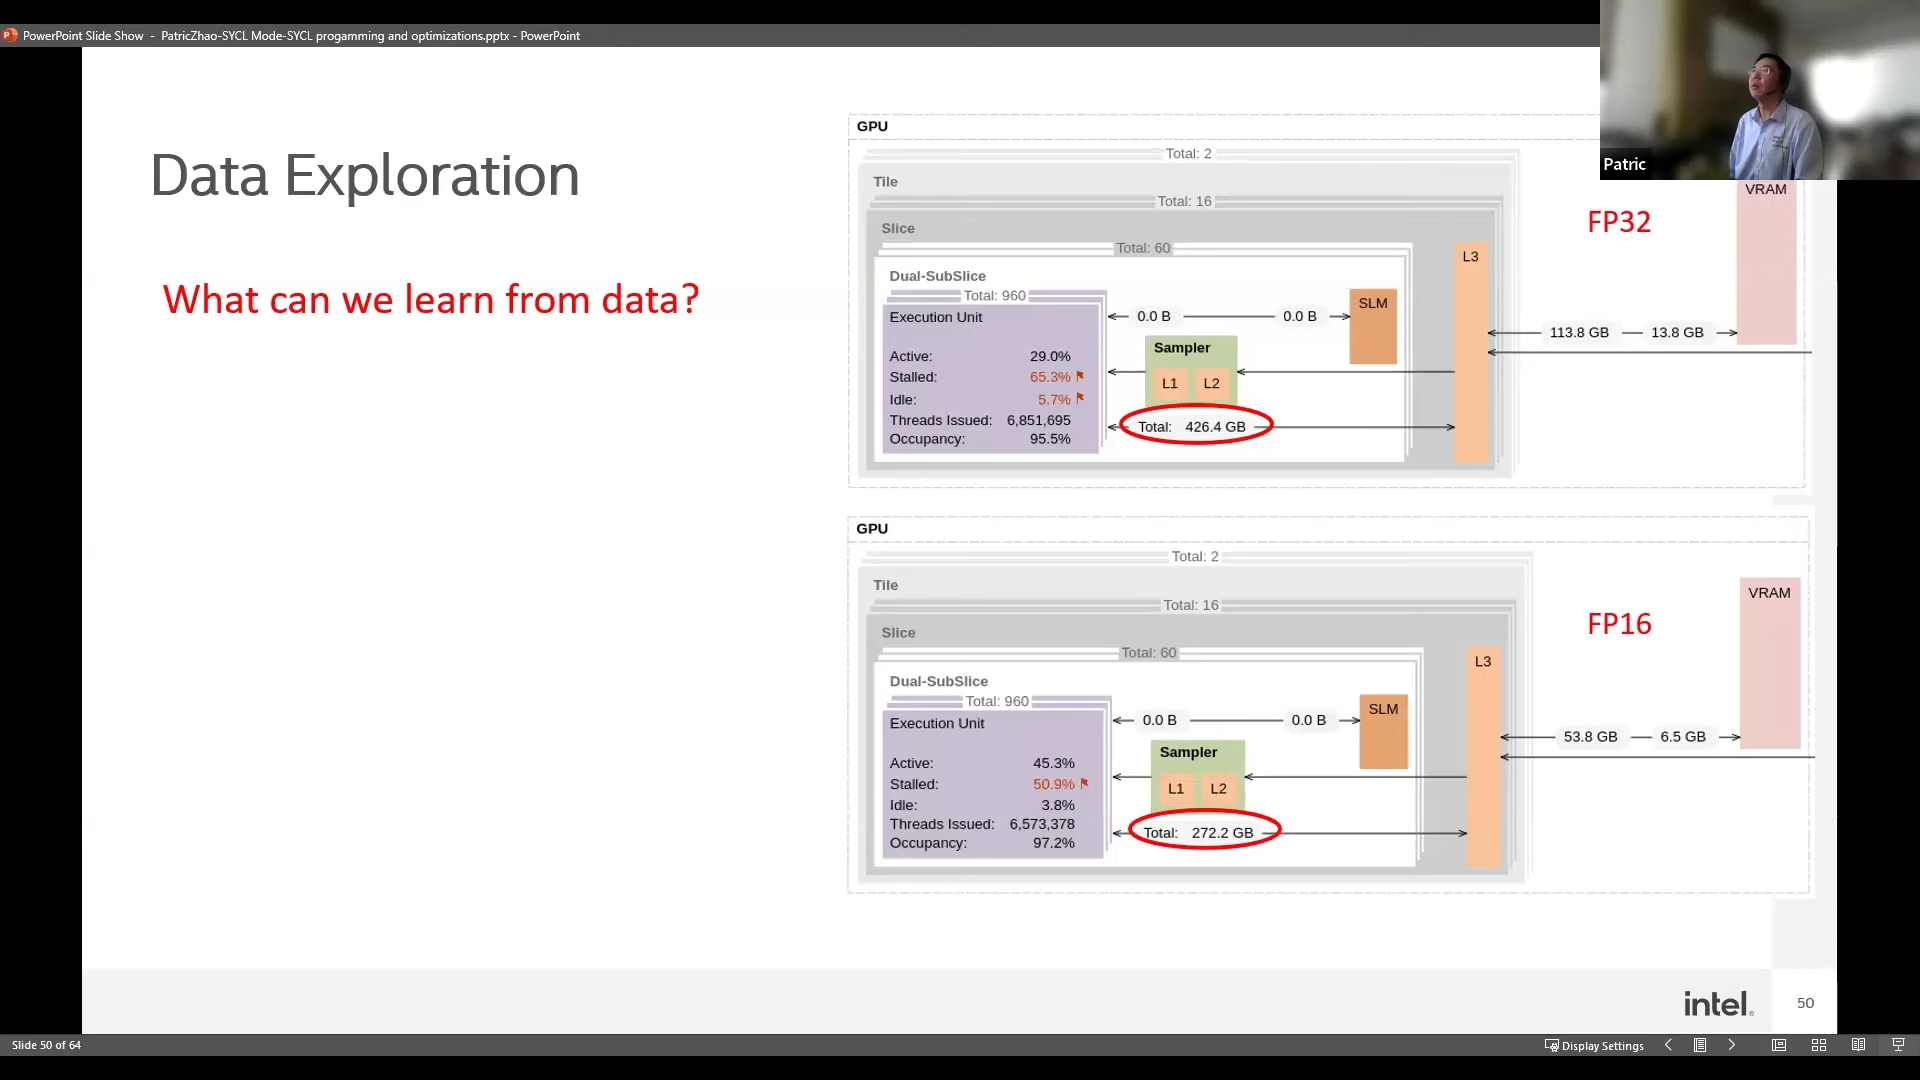 PowerPoint Slide Show - PatricZhao-SYCL Mode-SYCL progamming and optimizations.pptx - PowerPoint
Patric
Data Exploration
What can we learn from data?
GPU
Total: 2
Tile
Total: 16
Slice
Total: 60
Dual-SubSlice
Total: 960
Execution Unit
Active: 29.0%
Stalled: 65.3%
Idle: 5.7%
Threads Issued: 6,851,695
Occupancy: 95.5%
0.0 B 0.0 B
SLM
Sampler
L1 L2
Total: 426.4 GB
L3
113.8 GB 13.8 GB
VRAM
FP32
GPU
Total: 2
Tile
Total: 16
Slice
Total: 60
Dual-SubSlice
Total: 960
Execution Unit
Active: 45.3%
Stalled: 50.9%
Idle: 3.8%
Threads Issued: 6,573,378
Occupancy: 97.2%
0.0 B 0.0 B
SLM
Sampler
L1 L2
Total: 272.2 GB
L3
53.8 GB 6.5 GB
VRAM
FP16
intel.
50
Slide 50 of 64
Display Settings